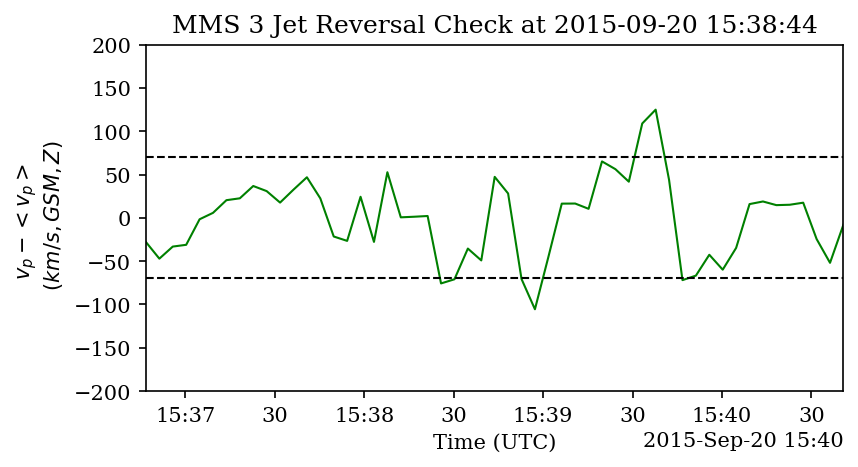 MMS 3 Jet Reversal Check at 2015-09-20 15:38:44
200
150
100
50
0
−50
−100
−150
−200
v_p − < v_p >
(km/s, GSM, Z)
15:37 30 15:38 30 15:39 30 15:40 30
Time (UTC)
2015-Sep-20 15:40